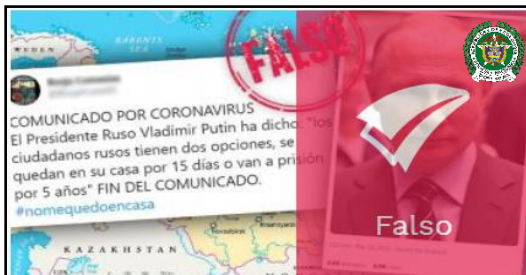 BARENTS
SEA
FALSO
COMUNICADO POR CORONAVIRUS
El Presidente Ruso Vladimir Putin ha dicho: "los
ciudadanos rusos tienen dos opciones, se
quedan en su casa por 15 días o van a prisión
por 5 años" FIN DEL COMUNICADO.
#nomequedoencasa
Falso
KAZAKHSTAN